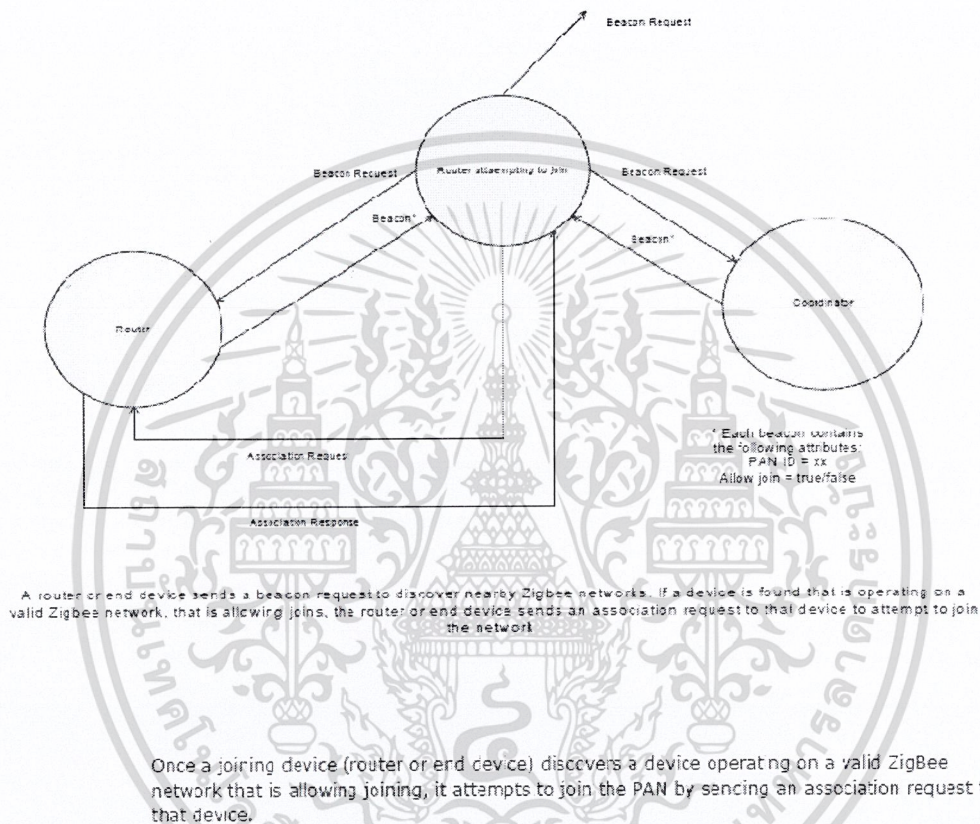 Beacon Request
Router attempting to join
Beacon Request
Beacon Request
Beacon*
Beacon*
Router
Coordinator
* Each beacon contains
the following attributes:
PAN ID = xx
Allow join = true/false
Association Request
Association Response
A router or end device sends a beacon request to discover nearby Zigbee networks. If a device is found that is operating on a
valid Zigbee network, that is allowing joins, the router or end device sends an association request to that device to attempt to join
the network
Once a joining device (router or end device) discovers a device operating on a valid ZigBee
network that is allowing joining, it attempts to join the PAN by sending an association request
that device.